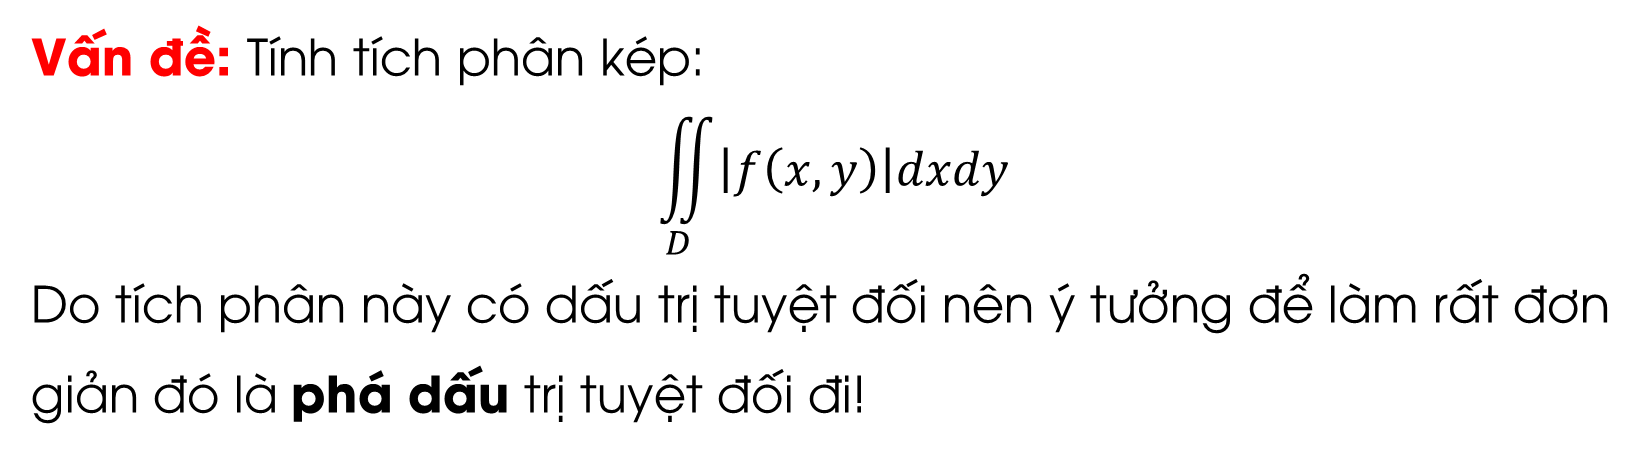 Vấn đề: Tính tích phân kép:
∬_D |f(x, y)|dxdy
Do tích phân này có dấu trị tuyệt đối nên ý tưởng để làm rất đơn
giản đó là phá dấu trị tuyệt đối đi!